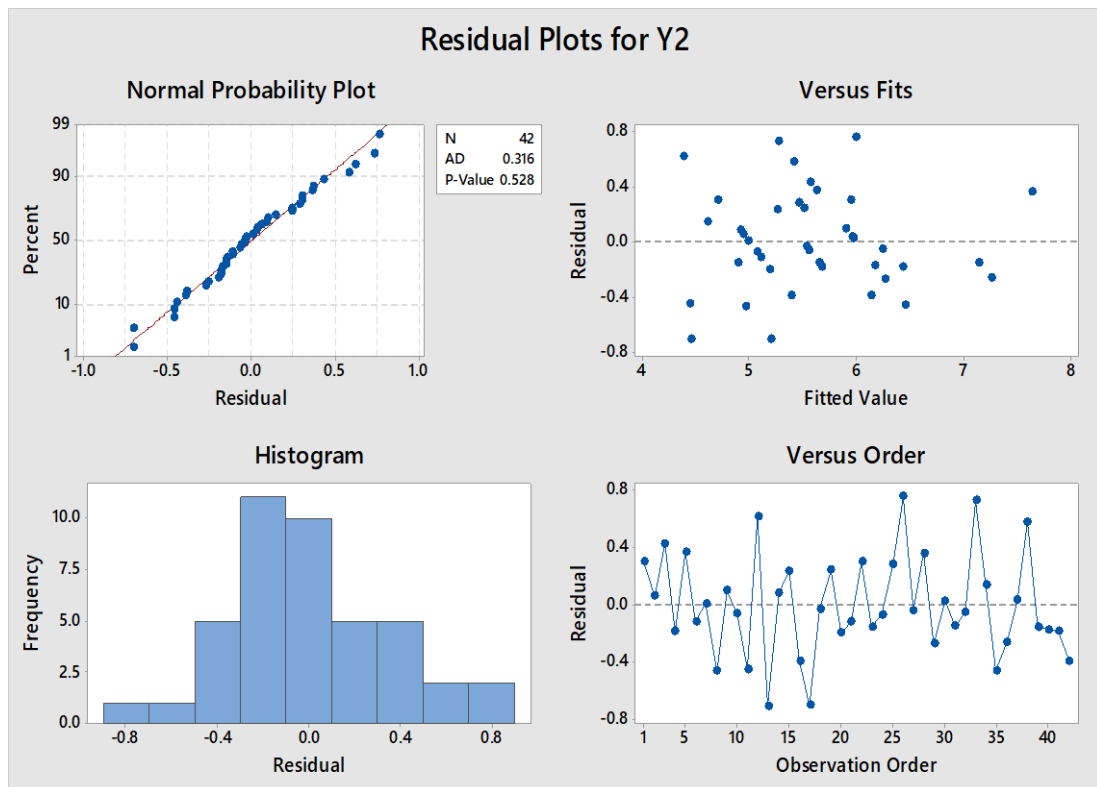 Residual Plots for Y2
Normal Probability Plot
99
90
50
10
1
Percent
-1.0 -0.5 0.0 0.5 1.0
Residual
N 42
AD 0.316
P-Value 0.528
Versus Fits
0.8
0.4
0.0
-0.4
-0.8
Residual
4 5 6 7 8
Fitted Value
Histogram
10.0
7.5
5.0
2.5
0.0
Frequency
-0.8 -0.4 0.0 0.4 0.8
Residual
Versus Order
0.8
0.4
0.0
-0.4
-0.8
Residual
1 5 10 15 20 25 30 35 40
Observation Order